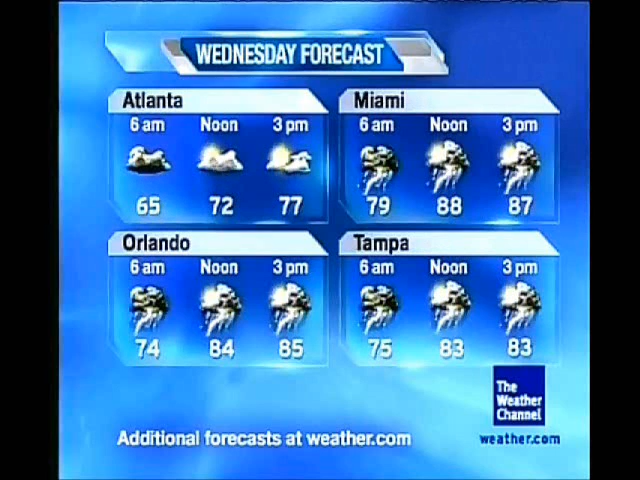 WEDNESDAY FORECAST
Atlanta
6 am Noon 3 pm
65 72 77
Miami
6 am Noon 3 pm
79 88 87
Orlando
6 am Noon 3 pm
74 84 85
Tampa
6 am Noon 3 pm
75 83 83
The
Weather
Channel
Additional forecasts at weather.com
weather.com